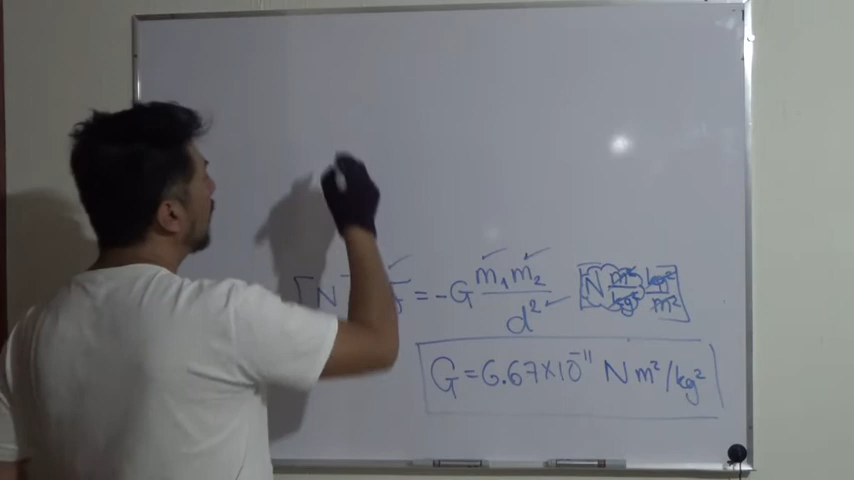 [N = -G m₁m₂/d² [N m²/kg² kg²/m²]
G = 6.67×10⁻¹¹ N m²/kg²